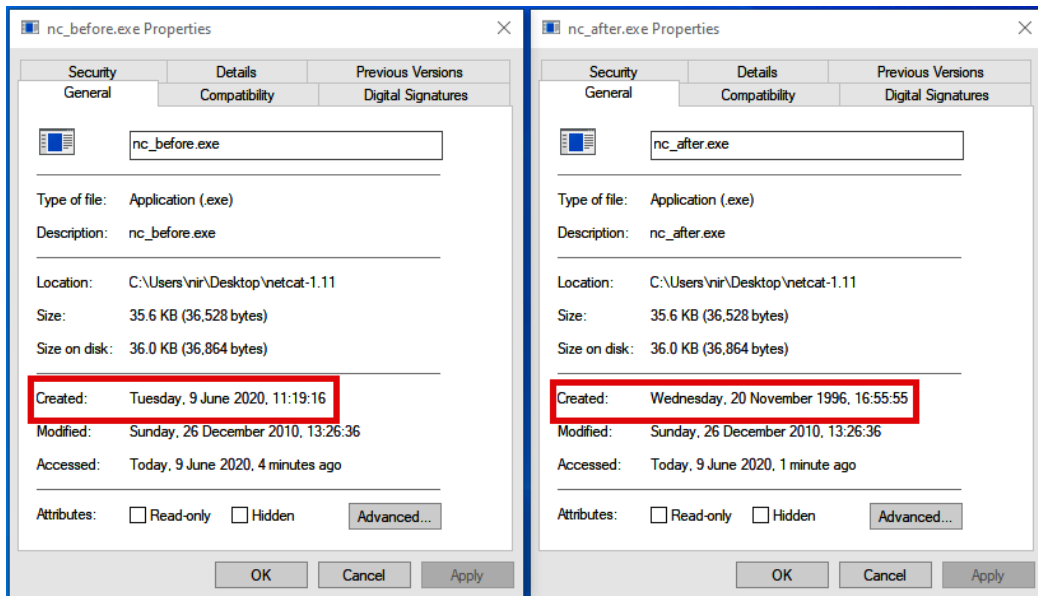 nc_before.exe Properties
Security Details Previous Versions
General Compatibility Digital Signatures
nc_before.exe
Type of file: Application (.exe)
Description: nc_before.exe
Location: C:\Users\nir\Desktop\netcat-1.11
Size: 35.6 KB (36,528 bytes)
Size on disk: 36.0 KB (36,864 bytes)
Created: Tuesday, 9 June 2020, 11:19:16
Modified: Sunday, 26 December 2010, 13:26:36
Accessed: Today, 9 June 2020, 4 minutes ago
Attributes: Read-only Hidden Advanced...
OK Cancel Apply
nc_after.exe Properties
Security Details Previous Versions
General Compatibility Digital Signatures
nc_after.exe
Type of file: Application (.exe)
Description: nc_after.exe
Location: C:\Users\nir\Desktop\netcat-1.11
Size: 35.6 KB (36,528 bytes)
Size on disk: 36.0 KB (36,864 bytes)
Created: Wednesday, 20 November 1996, 16:55:55
Modified: Sunday, 26 December 2010, 13:26:36
Accessed: Today, 9 June 2020, 1 minute ago
Attributes: Read-only Hidden Advanced...
OK Cancel Apply